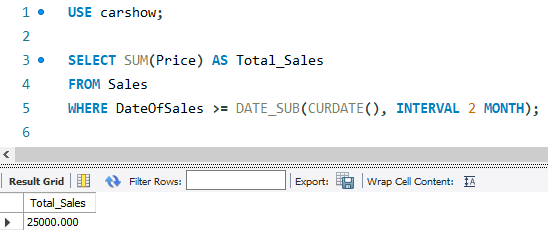 1 USE carshow;
2
3 SELECT SUM(Price) AS Total_Sales
4 FROM Sales
5 WHERE DateOfSales >= DATE_SUB(CURDATE(), INTERVAL 2 MONTH);
6
Result Grid Filter Rows: Export: Wrap Cell Content:
Total_Sales
25000.000